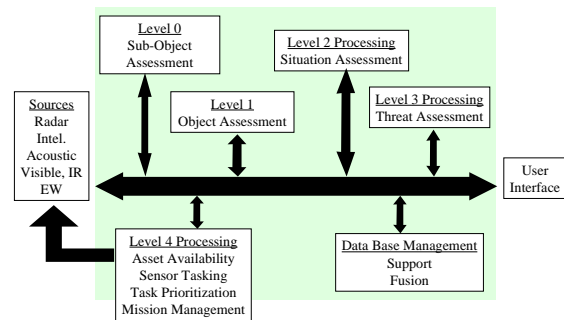 Level 0
Sub-Object
Assessment
Level 2 Processing
Situation Assessment
Level 1
Object Assessment
Level 3 Processing
Threat Assessment
Sources
Radar
Intel.
Acoustic
Visible, IR
EW
User
Interface
Level 4 Processing
Asset Availability
Sensor Tasking
Task Prioritization
Mission Management
Data Base Management
Support
Fusion